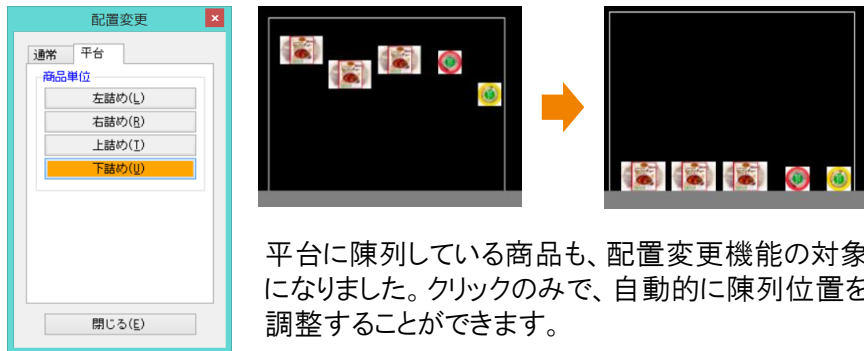 配置変更
×
通常 平台
商品単位
左詰め(L)
右詰め(R)
上詰め(T)
下詰め(U)
閉じる(E)
平台に陳列している商品も、配置変更機能の対象
になりました。クリックのみで、自動的に陳列位置を
調整することができます。